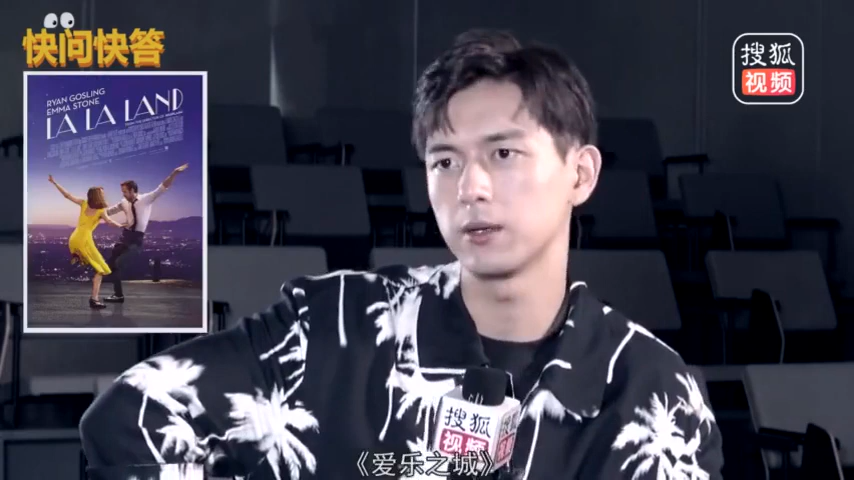 快问快答
搜狐
视频
RYAN GOSLING
EMMA STONE
LA LA LAND
搜狐
视频
《爱乐之城》